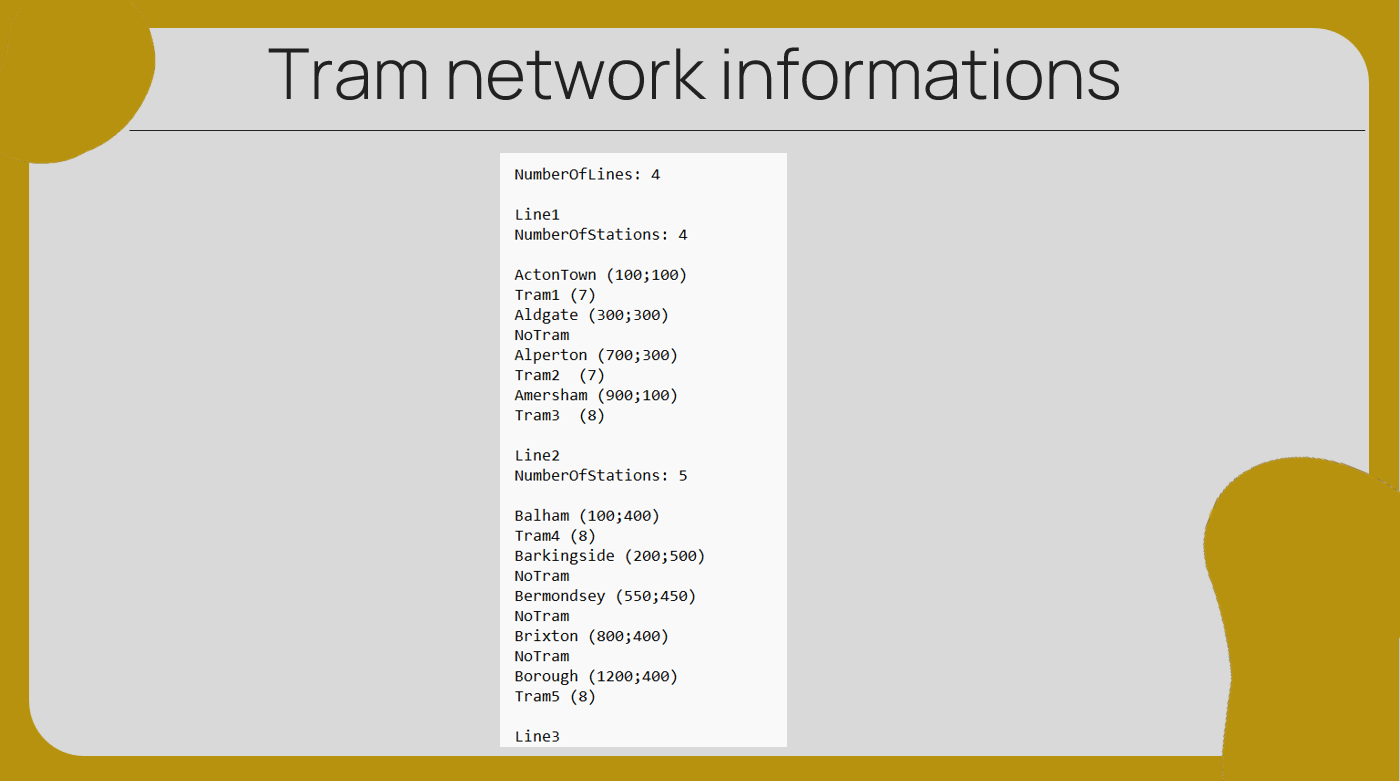 Tram network informations
NumberOfLines: 4
Line1
NumberOfStations: 4
ActonTown (100;100)
Tram1 (7)
Aldgate (300;300)
NoTram
Alperton (700;300)
Tram2  (7)
Amersham (900;100)
Tram3  (8)
Line2
NumberOfStations: 5
Balham (100;400)
Tram4 (8)
Barkingside (200;500)
NoTram
Bermondsey (550;450)
NoTram
Brixton (800;400)
NoTram
Borough (1200;400)
Tram5 (8)
Line3